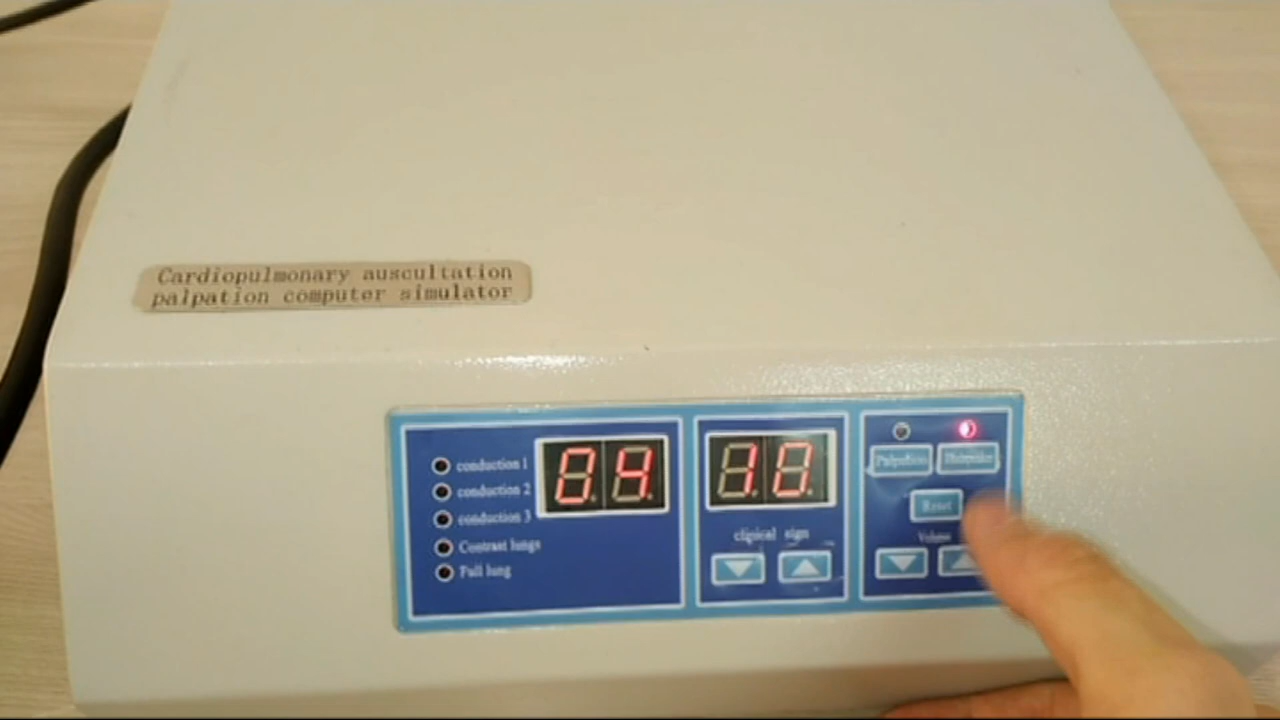 Cardiopulmonary auscultation
palpation computer simulator
conduction 1
conduction 2
conduction 3
Contrast lungs
Full lung
04
10
clinical sign
Palpation
Reset
Volume